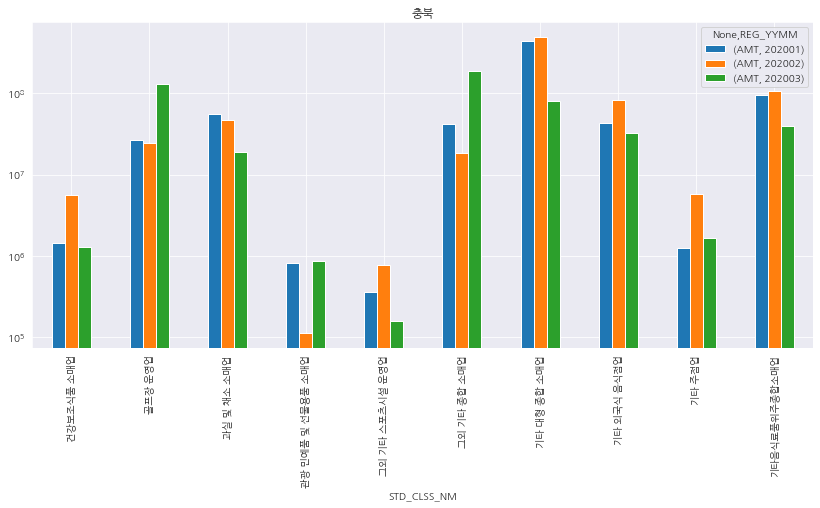 충북
None,REG_YYMM
(AMT, 202001)
(AMT, 202002)
(AMT, 202003)
10⁸
10⁷
10⁶
10⁵
건강보조식품 소매업
골프장 운영업
과실 및 채소 소매업
관광 민예품 및 선물용품 소매업
그외 기타 스포츠시설 운영업
그외 기타 종합 소매업
기타 대형 종합 소매업
기타 외국식 음식점업
기타 주점업
기타음식료품위주종합소매업
STD_CLSS_NM